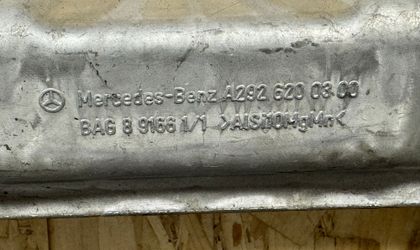 Mercedes-Benz A292 620 03 00
BAG 8 9166 1/1 >AlSi10MgMn<